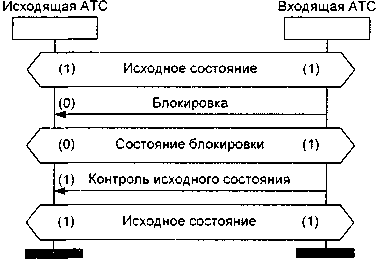 Исходящая АТС Входящая АТС
(1) Исходное состояние (1)
(0) Блокировка
(0) Состояние блокировки (1)
(1) Контроль исходного состояния
(1) Исходное состояние (1)